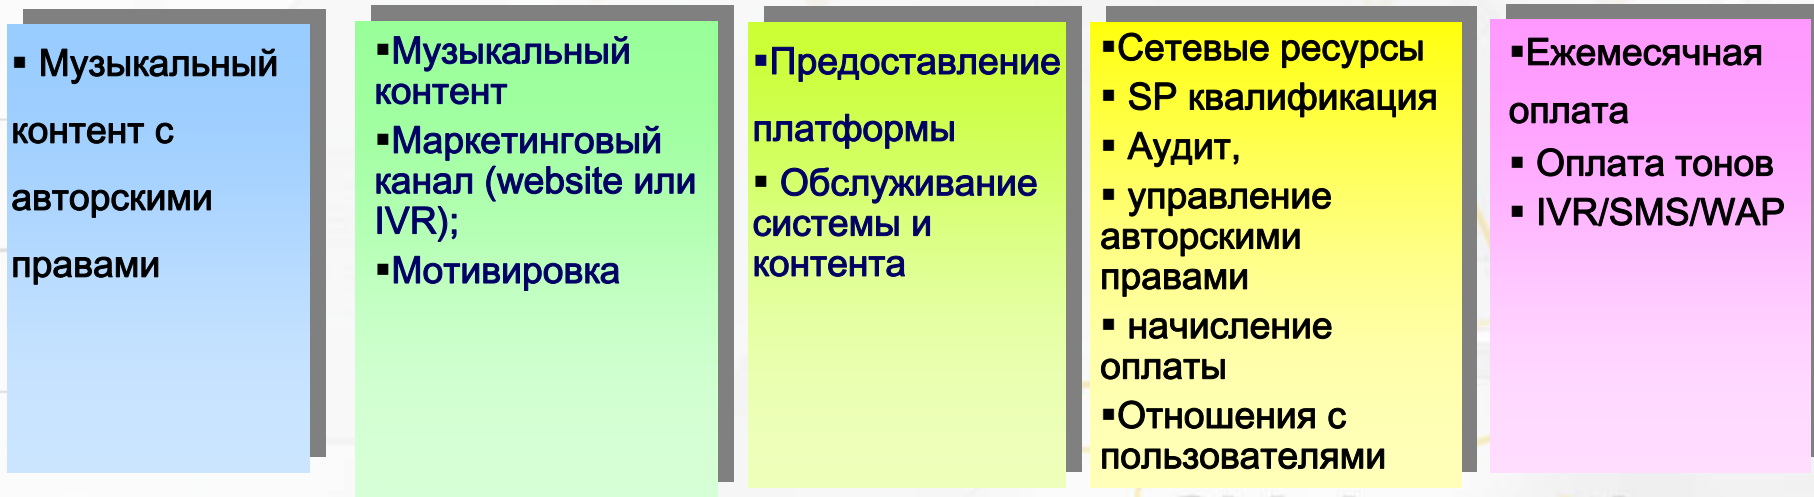 ▪ Музыкальный
контент с
авторскими
правами
▪Музыкальный
контент
▪Маркетинговый
канал (website или
IVR);
▪Мотивировка
▪Предоставление
платформы
▪ Обслуживание
системы и
контента
▪Сетевые ресурсы
▪ SP квалификация
▪ Аудит,
▪ управление
авторскими
правами
▪ начисление
оплаты
▪Отношения с
пользователями
▪Ежемесячная
оплата
▪ Оплата тонов
▪ IVR/SMS/WAP